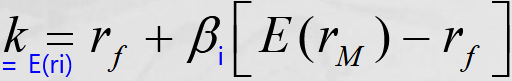 k = r_f + β_i [ E(r_M) − r_f ]
= E(ri)